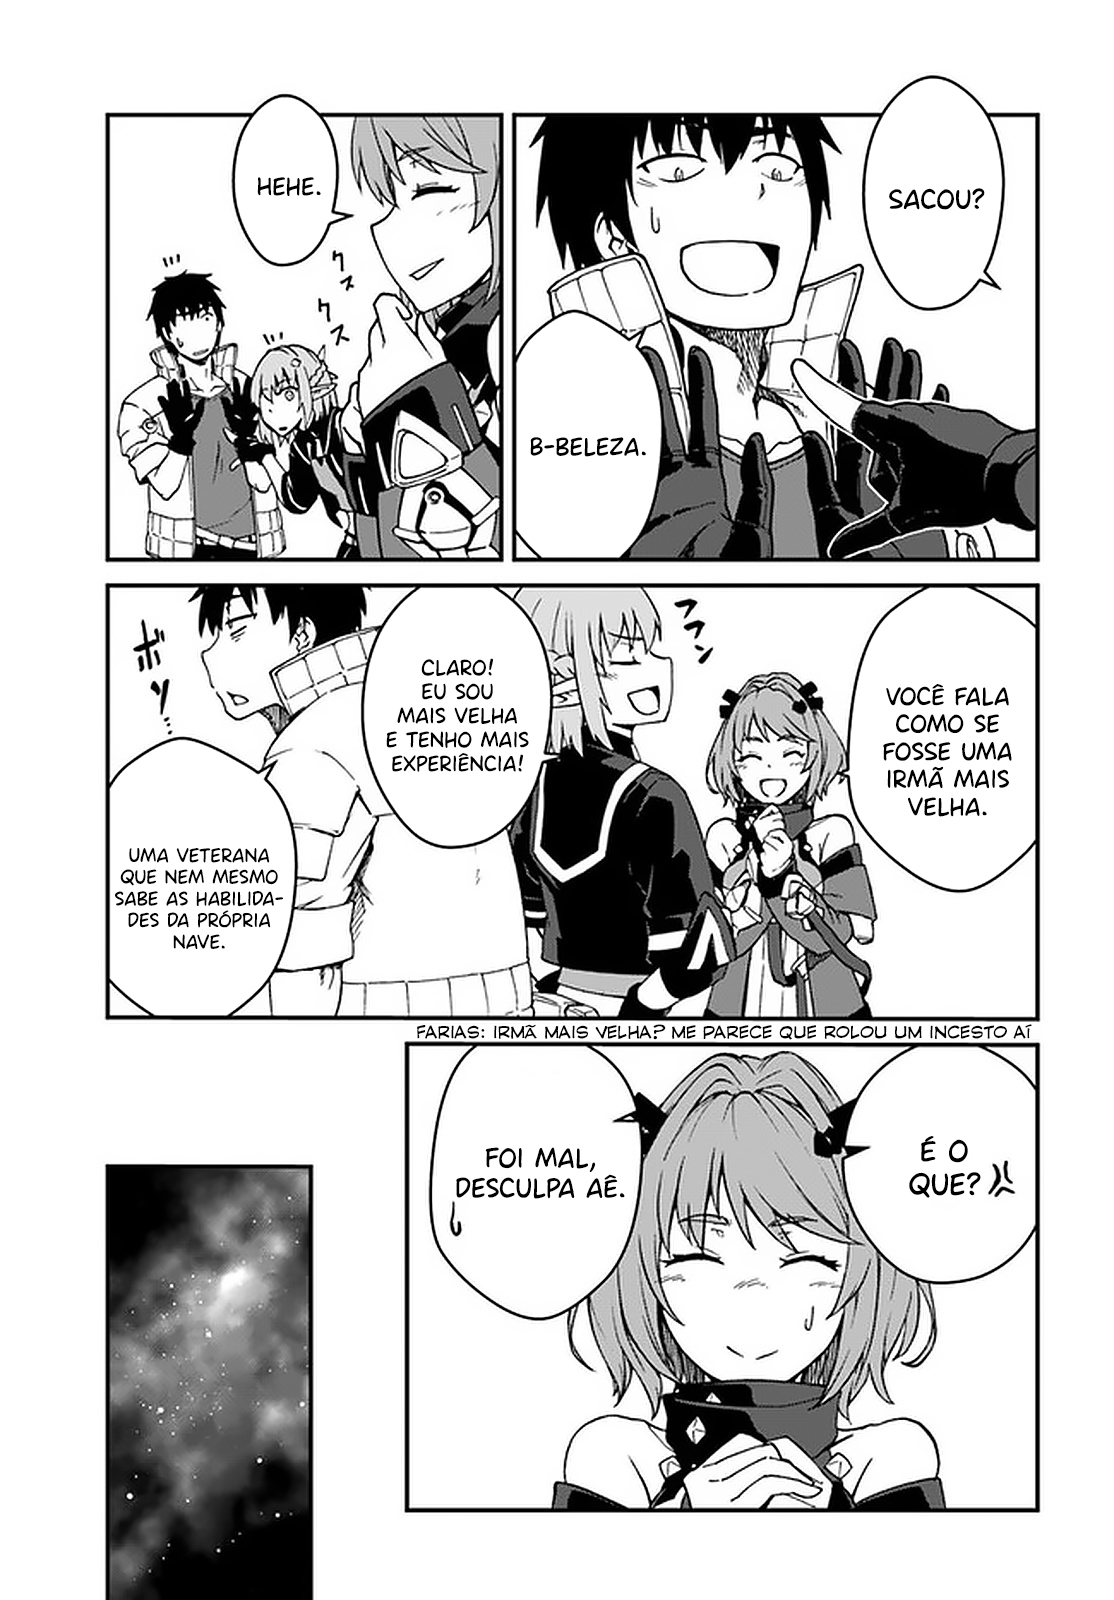 SACOU?
B-BELEZA.
HEHE.
クス
クス
VOCÊ FALA
COMO SE
FOSSE UMA
IRMÃ MAIS
VELHA.
フフン
CLARO!
EU SOU
MAIS VELHA
E TENHO MAIS
EXPERIÊNCIA!
ボソ…
UMA VETERANA
QUE NEM MESMO
SABE AS HABILIDA-
DES DA PRÓPRIA
NAVE.
FARIAS: IRMÃ MAIS VELHA? ME PARECE QUE ROLOU UM INCESTO AÍ
É O
QUE?
FOI MAL,
DESCULPA AÊ.